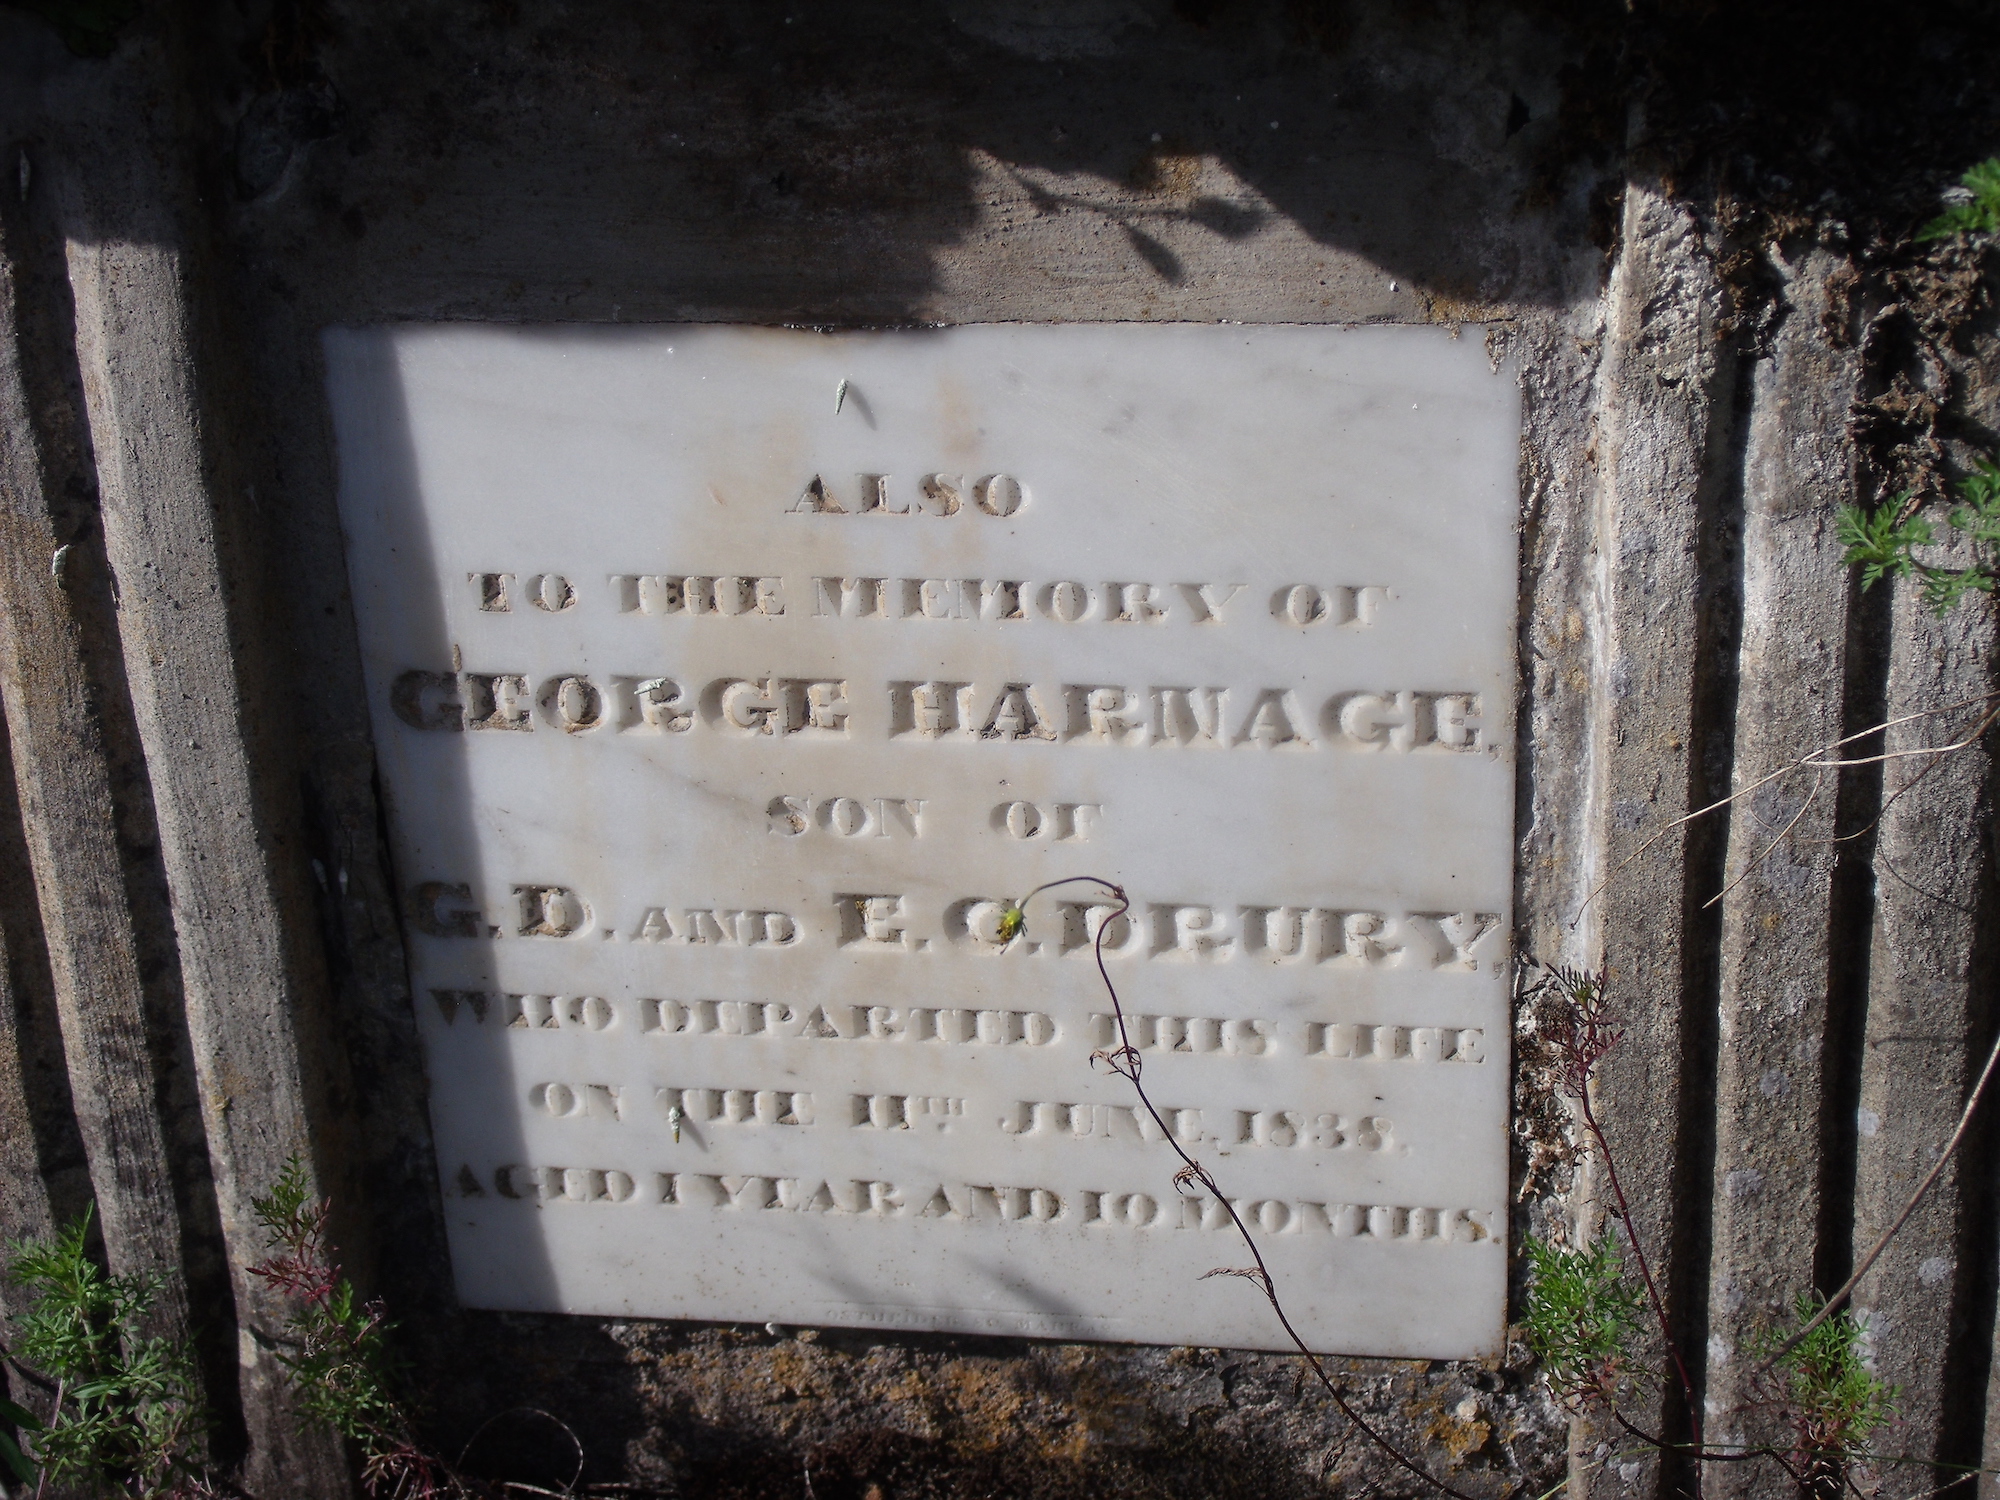 ALSO
TO THE MEMORY OF
GEORGE HARNAGE,
SON OF
G. D. AND E. C. DRURY,
WHO DEPARTED THIS LIFE
ON THE 11TH. JUNE, 1838,
AGED 1 YEAR AND 10 MONTHS.